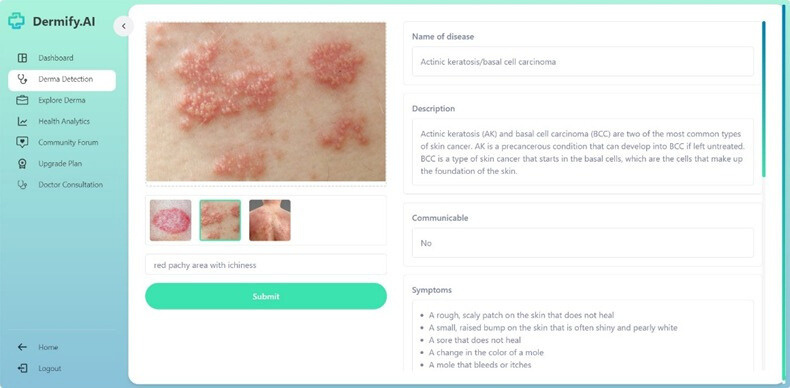 Dermify.AI
Dashboard
Derma Detection
Explore Derma
Health Analytics
Community Forum
Upgrade Plan
Doctor Consultation
Home
Logout
red pachy area with ichiness
Submit
Name of disease
Actinic keratosis/basal cell carcinoma
Description
Actinic keratosis (AK) and basal cell carcinoma (BCC) are two of the most common types
of skin cancer. AK is a precancerous condition that can develop into BCC if left untreated.
BCC is a type of skin cancer that starts in the basal cells, which are the cells that make up
the foundation of the skin.
Communicable
No
Symptoms
• A rough, scaly patch on the skin that does not heal
• A small, raised bump on the skin that is often shiny and pearly white
• A sore that does not heal
• A change in the color of a mole
• A mole that bleeds or itches